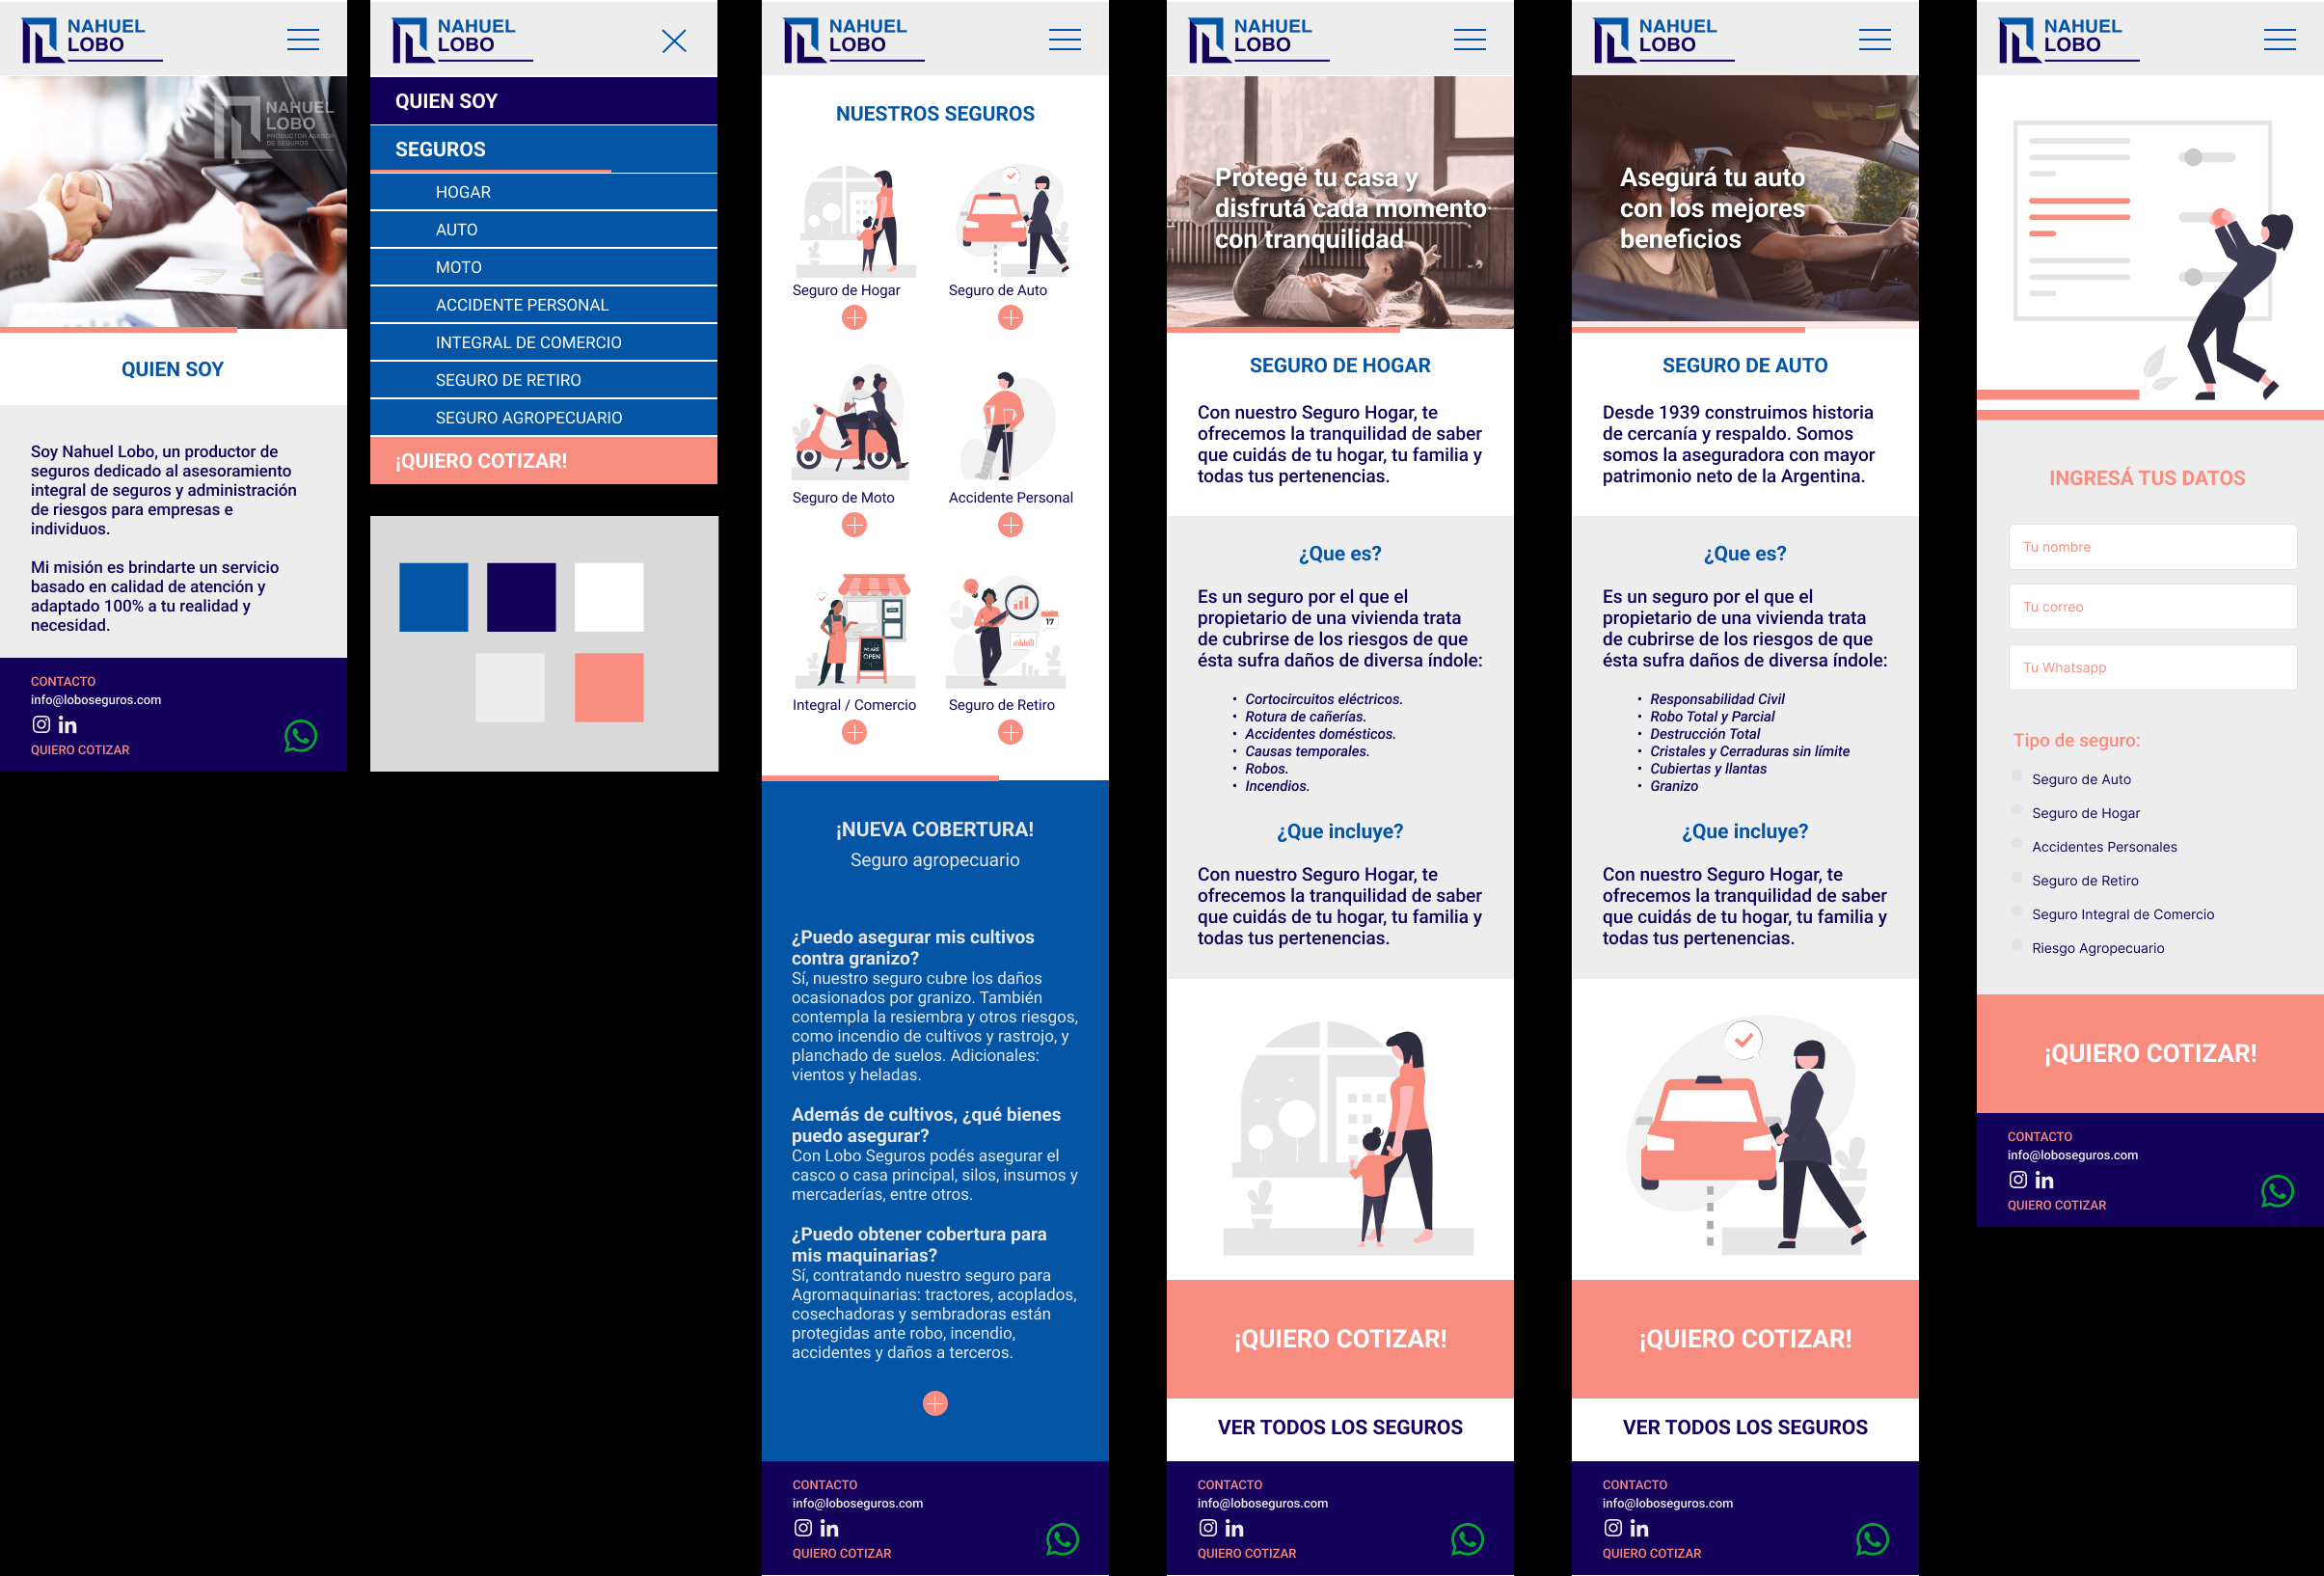 NAHUEL
LOBO
NAHUEL
LOBO
PRODUCTOR ASESOR
DE SEGUROS
QUIEN SOY
Soy Nahuel Lobo, un productor de
seguros dedicado al asesoramiento
integral de seguros y administración
de riesgos para empresas e
individuos.
Mi misión es brindarte un servicio
basado en calidad de atención y
adaptado 100% a tu realidad y
necesidad.
CONTACTO
info@loboseguros.com
in
QUIERO COTIZAR
NAHUEL
LOBO
QUIEN SOY
SEGUROS
HOGAR
AUTO
MOTO
ACCIDENTE PERSONAL
INTEGRAL DE COMERCIO
SEGURO DE RETIRO
SEGURO AGROPECUARIO
¡QUIERO COTIZAR!
NAHUEL
LOBO
NUESTROS SEGUROS
Seguro de Hogar
Seguro de Auto
Seguro de Moto
Accidente Personal
WE ARE
OPEN
17
Integral / Comercio
Seguro de Retiro
¡NUEVA COBERTURA!
Seguro agropecuario
¿Puedo asegurar mis cultivos
contra granizo?
Sí, nuestro seguro cubre los daños
ocasionados por granizo. También
contempla la resiembra y otros riesgos,
como incendio de cultivos y rastrojo, y
planchado de suelos. Adicionales:
vientos y heladas.
Además de cultivos, ¿qué bienes
puedo asegurar?
Con Lobo Seguros podés asegurar el
casco o casa principal, silos, insumos y
mercaderías, entre otros.
¿Puedo obtener cobertura para
mis maquinarias?
Sí, contratando nuestro seguro para
Agromaquinarias: tractores, acoplados,
cosechadoras y sembradoras están
protegidas ante robo, incendio,
accidentes y daños a terceros.
CONTACTO
info@loboseguros.com
in
QUIERO COTIZAR
NAHUEL
LOBO
Protegé tu casa y
disfrutá cada momento
con tranquilidad
SEGURO DE HOGAR
Con nuestro Seguro Hogar, te
ofrecemos la tranquilidad de saber
que cuidás de tu hogar, tu familia y
todas tus pertenencias.
¿Que es?
Es un seguro por el que el
propietario de una vivienda trata
de cubrirse de los riesgos de que
ésta sufra daños de diversa índole:
• Cortocircuitos eléctricos.
• Rotura de cañerías.
• Accidentes domésticos.
• Causas temporales.
• Robos.
• Incendios.
¿Que incluye?
Con nuestro Seguro Hogar, te
ofrecemos la tranquilidad de saber
que cuidás de tu hogar, tu familia y
todas tus pertenencias.
¡QUIERO COTIZAR!
VER TODOS LOS SEGUROS
CONTACTO
info@loboseguros.com
in
QUIERO COTIZAR
NAHUEL
LOBO
Asegurá tu auto
con los mejores
beneficios
SEGURO DE AUTO
Desde 1939 construimos historia
de cercanía y respaldo. Somos
somos la aseguradora con mayor
patrimonio neto de la Argentina.
¿Que es?
Es un seguro por el que el
propietario de una vivienda trata
de cubrirse de los riesgos de que
ésta sufra daños de diversa índole:
• Responsabilidad Civil
• Robo Total y Parcial
• Destrucción Total
• Cristales y Cerraduras sin límite
• Cubiertas y llantas
• Granizo
¿Que incluye?
Con nuestro Seguro Hogar, te
ofrecemos la tranquilidad de saber
que cuidás de tu hogar, tu familia y
todas tus pertenencias.
¡QUIERO COTIZAR!
VER TODOS LOS SEGUROS
CONTACTO
info@loboseguros.com
in
QUIERO COTIZAR
NAHUEL
LOBO
INGRESÁ TUS DATOS
Tu nombre
Tu correo
Tu Whatsapp
Tipo de seguro:
Seguro de Auto
Seguro de Hogar
Accidentes Personales
Seguro de Retiro
Seguro Integral de Comercio
Riesgo Agropecuario
¡QUIERO COTIZAR!
CONTACTO
info@loboseguros.com
in
QUIERO COTIZAR